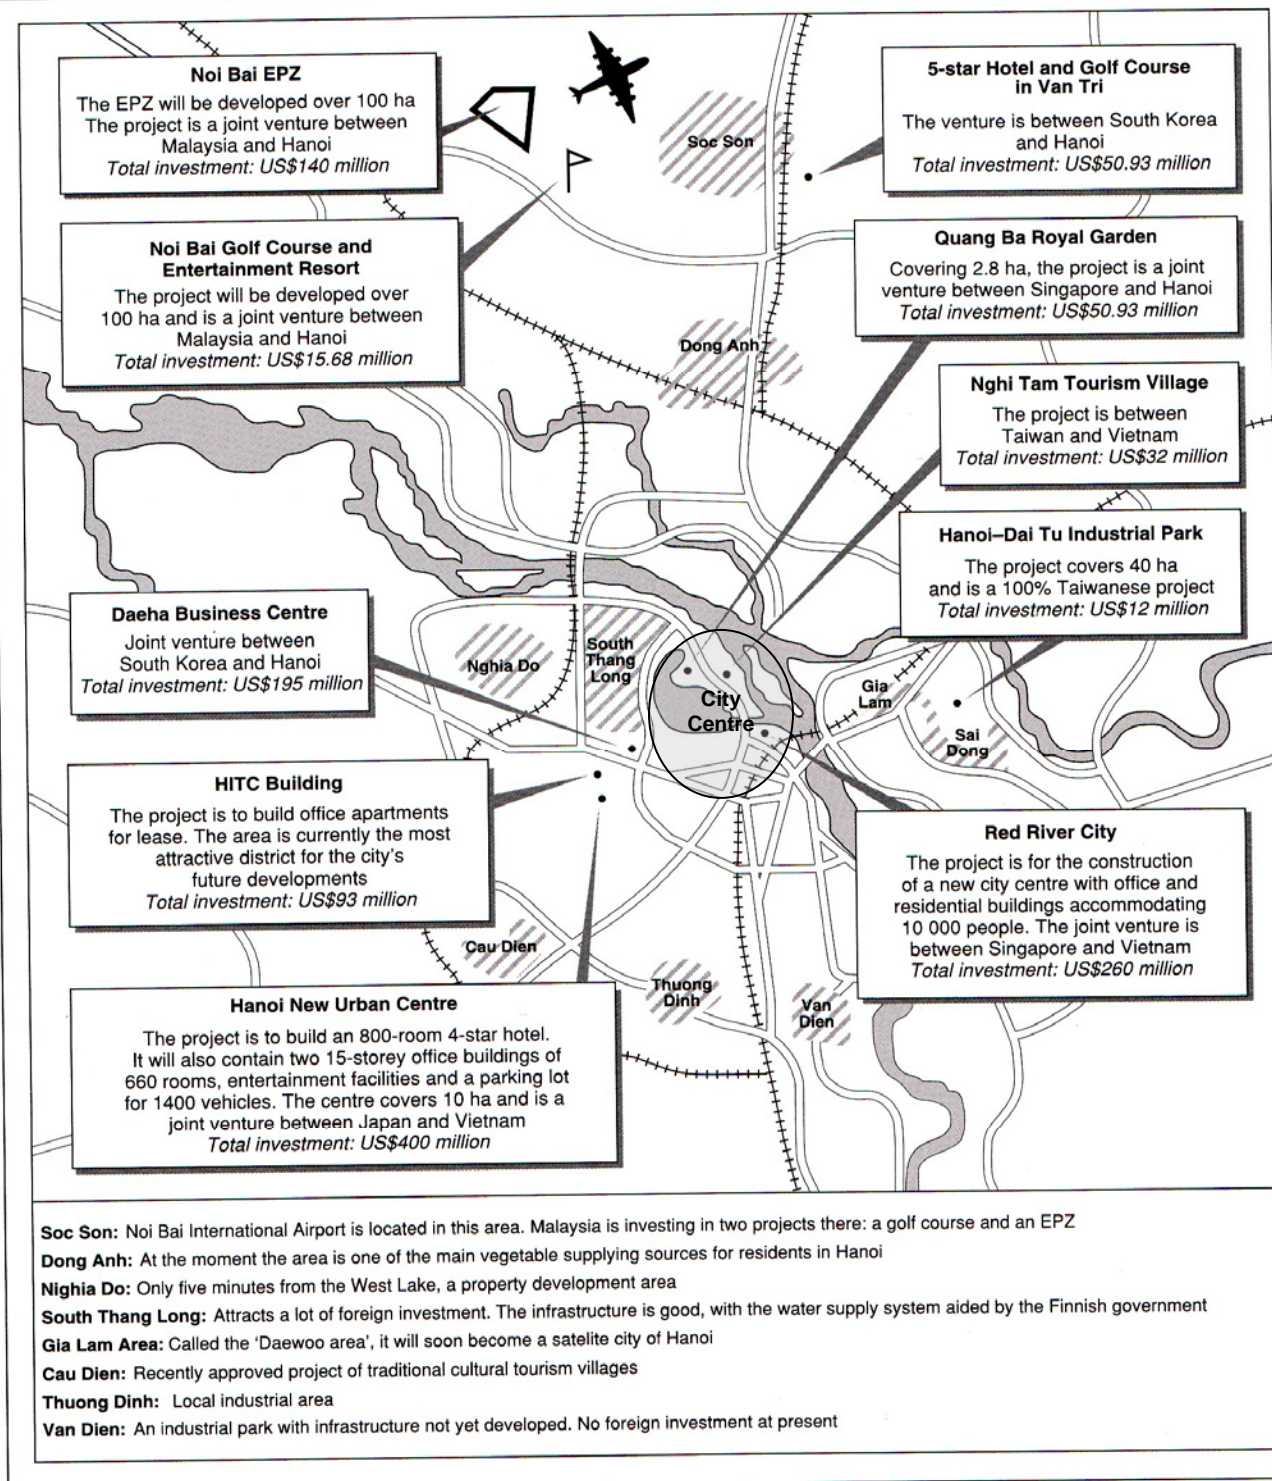 Noi Bai EPZ
The EPZ will be developed over 100 ha
The project is a joint venture between
Malaysia and Hanoi
Total investment: US$140 million
5-star Hotel and Golf Course
in Van Tri
The venture is between South Korea
and Hanoi
Total investment: US$50.93 million
Soc Son
Noi Bai Golf Course and
Entertainment Resort
The project will be developed over
100 ha and is a joint venture between
Malaysia and Hanoi
Total investment: US$15.68 million
Quang Ba Royal Garden
Covering 2.8 ha, the project is a joint
venture between Singapore and Hanoi
Total investment: US$50.93 million
Dong Anh
Nghi Tam Tourism Village
The project is between
Taiwan and Vietnam
Total investment: US$32 million
Hanoi–Dai Tu Industrial Park
The project covers 40 ha
and is a 100% Taiwanese project
Total investment: US$12 million
Daeha Business Centre
Joint venture between
South Korea and Hanoi
Total investment: US$195 million
Nghia Do
South
Thang
Long
City
Centre
Gia
Lam
Sai
Dong
HITC Building
The project is to build office apartments
for lease. The area is currently the most
attractive district for the city's
future developments
Total investment: US$93 million
Red River City
The project is for the construction
of a new city centre with office and
residential buildings accommodating
10 000 people. The joint venture is
between Singapore and Vietnam
Total investment: US$260 million
Cau Dien
Thuong
Dinh
Van
Dien
Hanoi New Urban Centre
The project is to build an 800-room 4-star hotel.
It will also contain two 15-storey office buildings of
660 rooms, entertainment facilities and a parking lot
for 1400 vehicles. The centre covers 10 ha and is a
joint venture between Japan and Vietnam
Total investment: US$400 million
Soc Son: Noi Bai International Airport is located in this area. Malaysia is investing in two projects there: a golf course and an EPZ
Dong Anh: At the moment the area is one of the main vegetable supplying sources for residents in Hanoi
Nighia Do: Only five minutes from the West Lake, a property development area
South Thang Long: Attracts a lot of foreign investment. The infrastructure is good, with the water supply system aided by the Finnish government
Gia Lam Area: Called the 'Daewoo area', it will soon become a satelite city of Hanoi
Cau Dien: Recently approved project of traditional cultural tourism villages
Thuong Dinh: Local industrial area
Van Dien: An industrial park with infrastructure not yet developed. No foreign investment at present